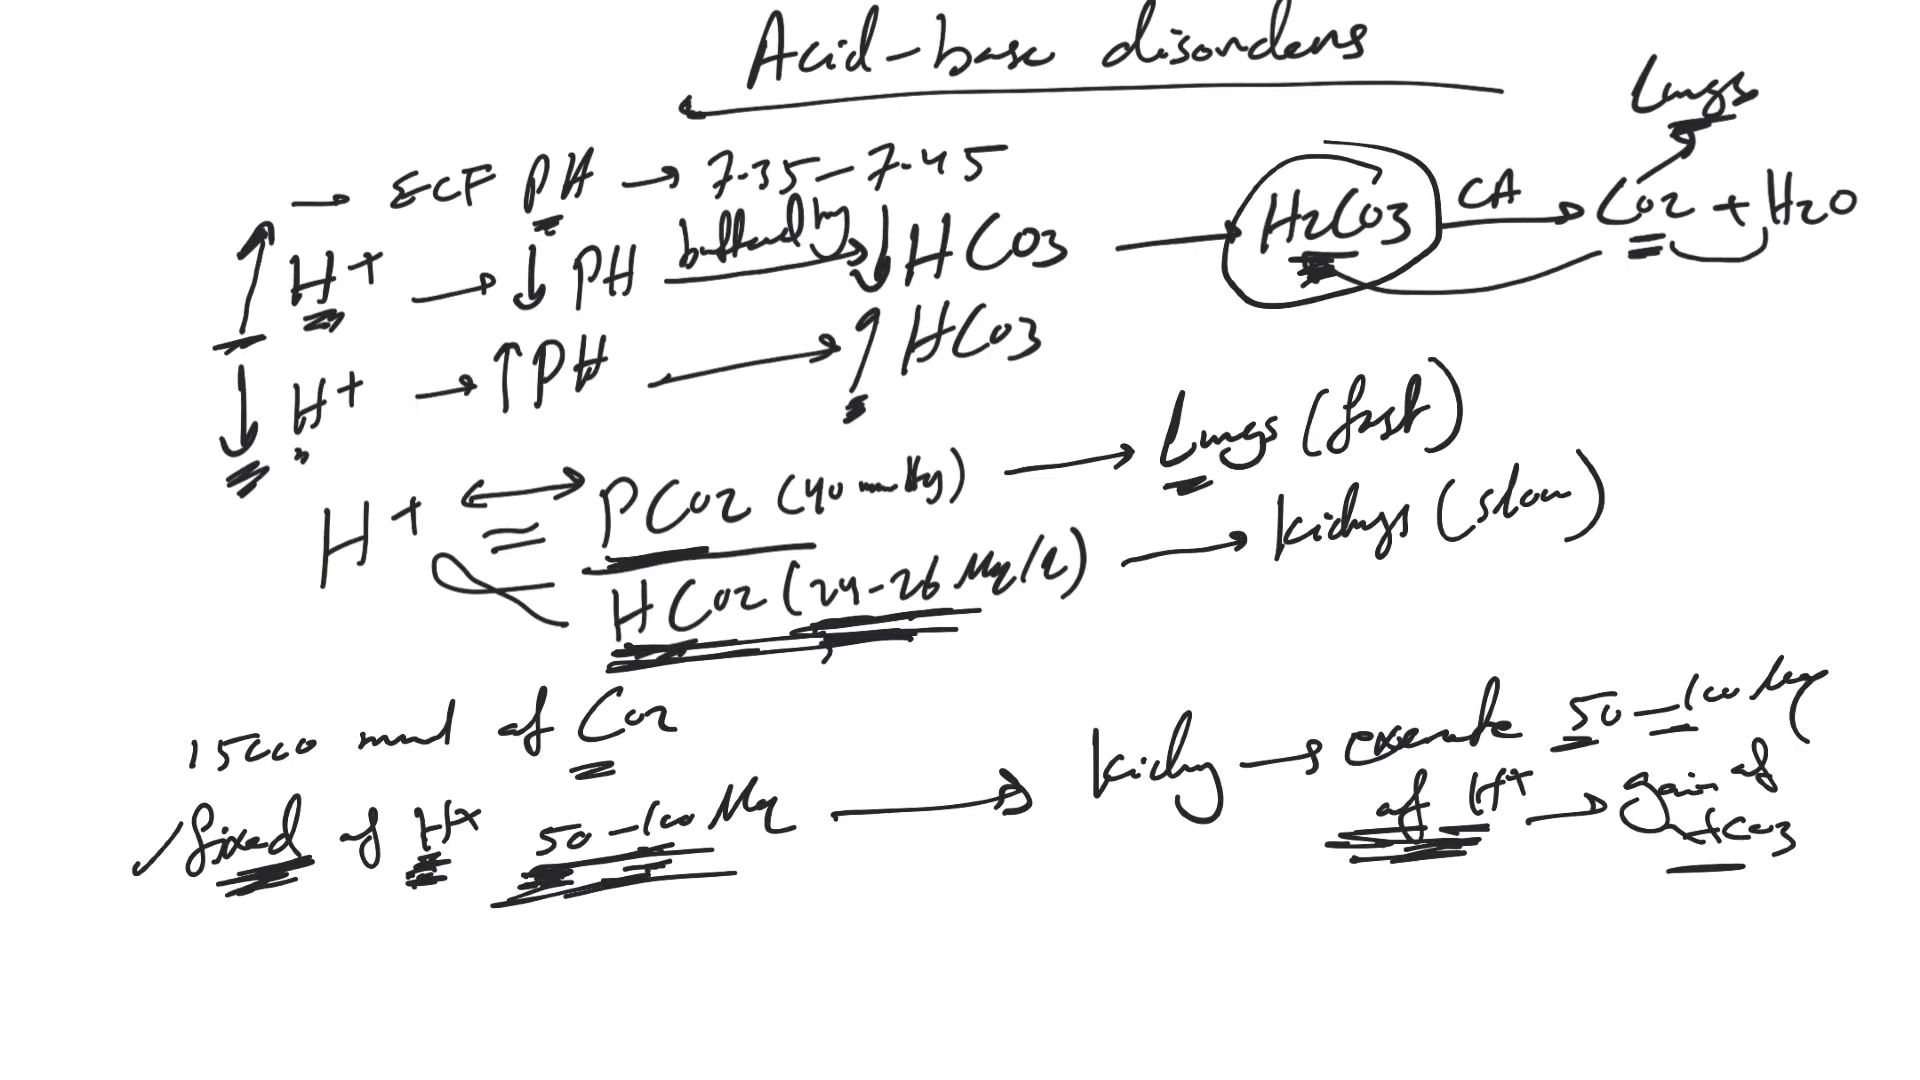 Acid-base disorders
→ ECF PH → 7.35-7.45
↑ H+ → ↓ PH buffered by → ↓ HCO3 → H2CO3 CA → CO2 + H2O
Lungs
↓ H+ → ↑ PH → ↑ HCO3
H+ ↔ PCO2 (40 mmHg) → Lungs (fast)
HCO2 (24-26 Meq/L) → kidneys (slow)
15000 mmol of CO2
✓ fixed of H+ 50-100 Meq → kidney → excrete 50-100 Meq
of H+ → gain of
HCO3